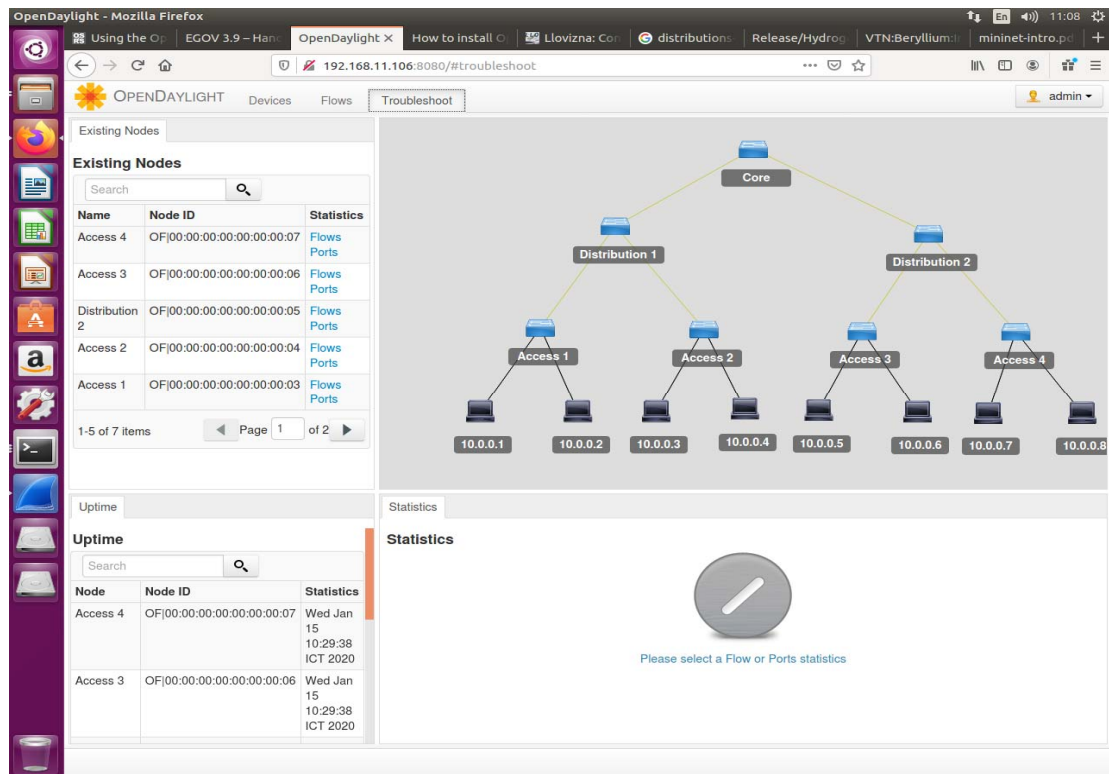 OpenDaylight - Mozilla Firefox
En
11:08
Using the Op
EGOV 3.9 – Hand
OpenDaylight
How to install O
Llovizna: Con
distributions
Release/Hydrog
VTN:Beryllium:I
mininet-intro.pd
192.168.11.106:8080/#troubleshoot
OPENDAYLIGHT
Devices
Flows
Troubleshoot
admin
Existing Nodes
Existing Nodes
Search
Name Node ID Statistics
Access 4 OF|00:00:00:00:00:00:00:07 Flows
Ports
Access 3 OF|00:00:00:00:00:00:00:06 Flows
Ports
Distribution OF|00:00:00:00:00:00:00:05 Flows
2 Ports
Access 2 OF|00:00:00:00:00:00:00:04 Flows
Ports
Access 1 OF|00:00:00:00:00:00:00:03 Flows
Ports
1-5 of 7 items Page 1 of 2
Core
Distribution 1
Distribution 2
Access 1
Access 2
Access 3
Access 4
10.0.0.1
10.0.0.2
10.0.0.3
10.0.0.4
10.0.0.5
10.0.0.6
10.0.0.7
10.0.0.8
Uptime
Uptime
Search
Node Node ID Statistics
Access 4 OF|00:00:00:00:00:00:00:07 Wed Jan
15
10:29:38
ICT 2020
Access 3 OF|00:00:00:00:00:00:00:06 Wed Jan
15
10:29:38
ICT 2020
Statistics
Statistics
Please select a Flow or Ports statistics